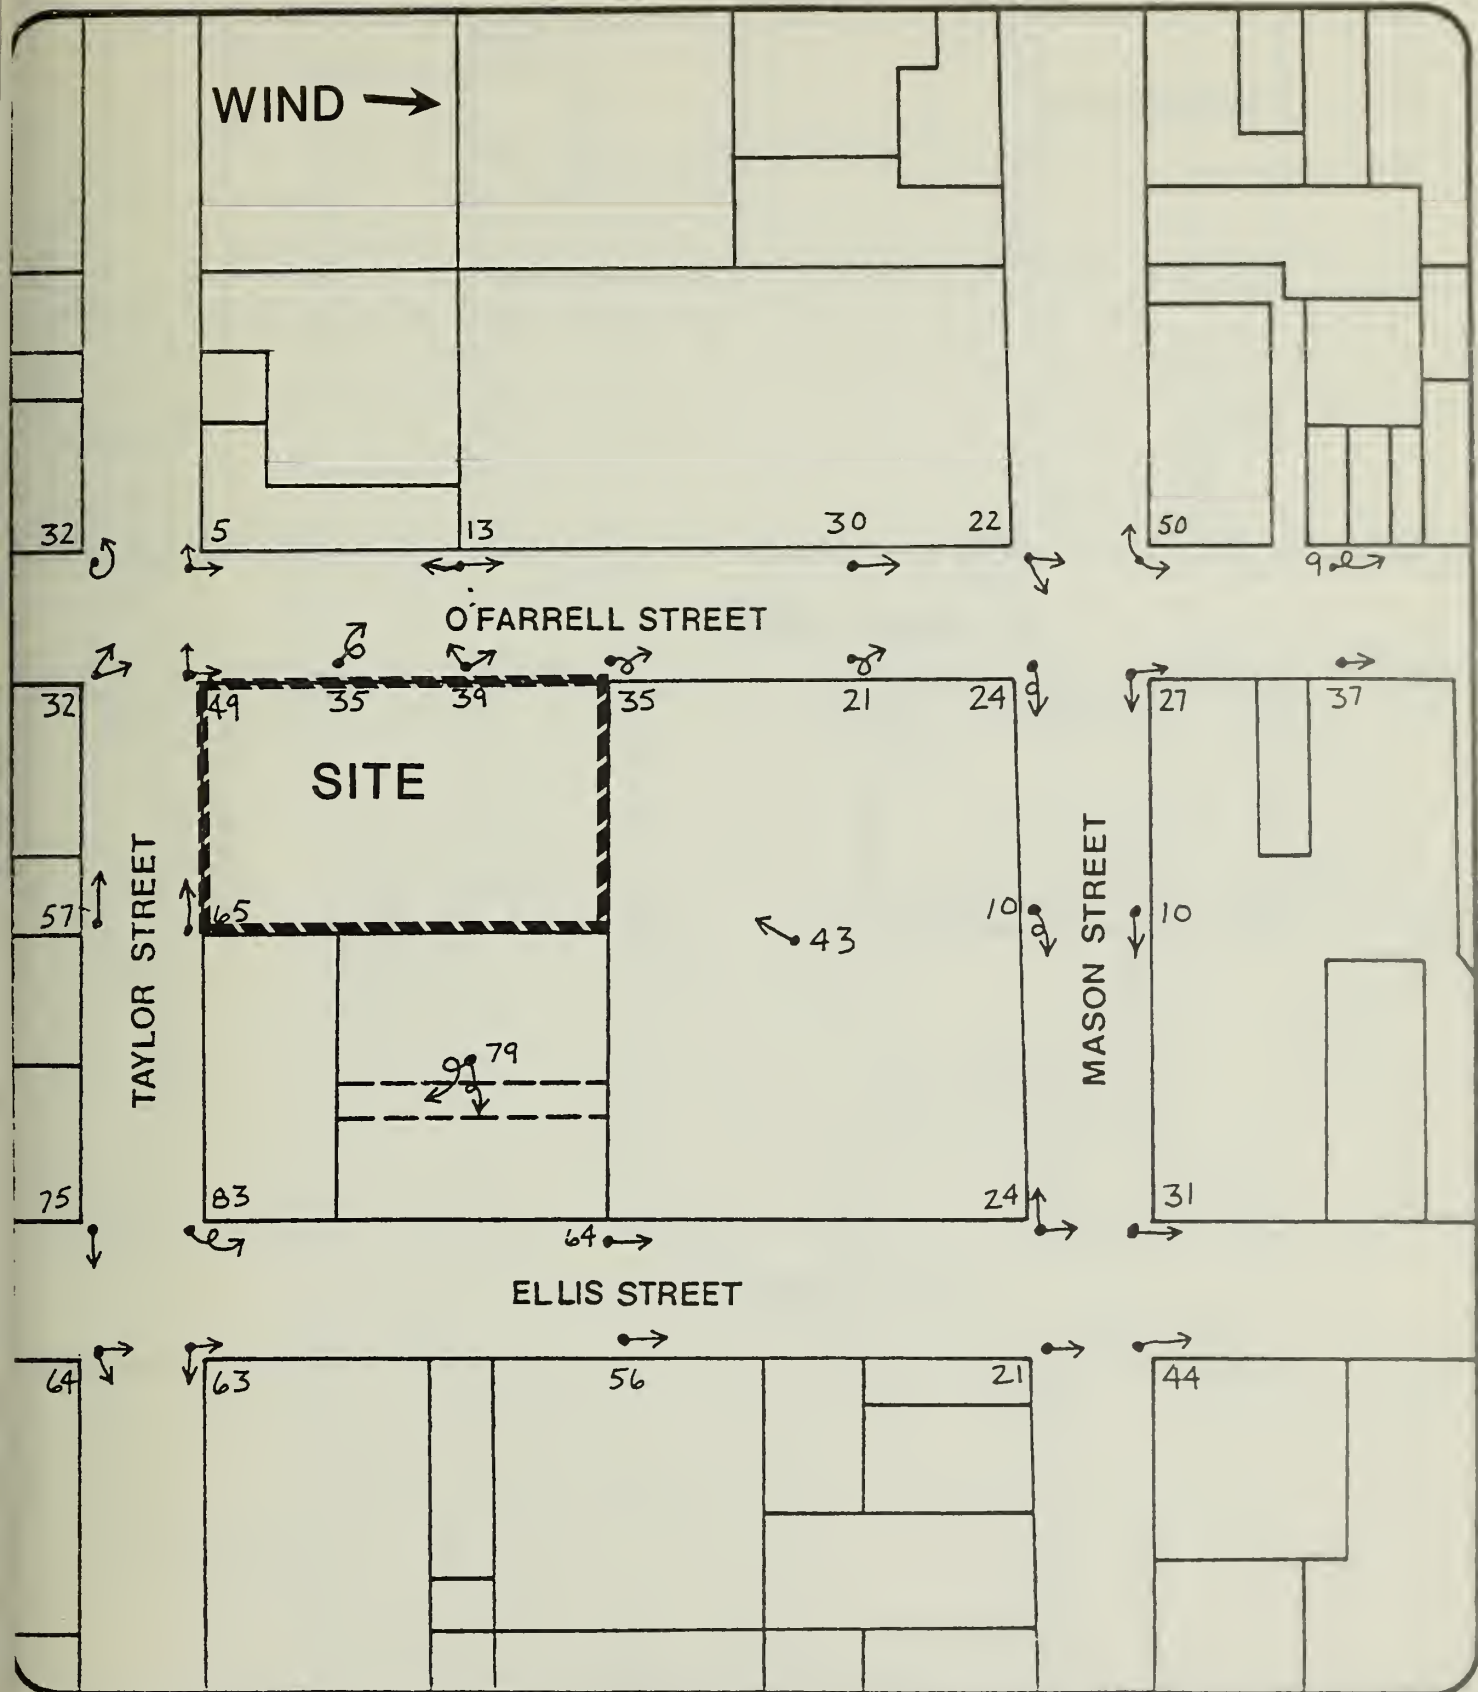 WIND
32 5 13 30 22 50
9
O'FARRELL STREET
32 49 35 39 35 21 24 27 37
SITE
TAYLOR STREET
MASON STREET
57 65 10 10
43
79
75 83 24 31
64
ELLIS STREET
64 63 56 21 44